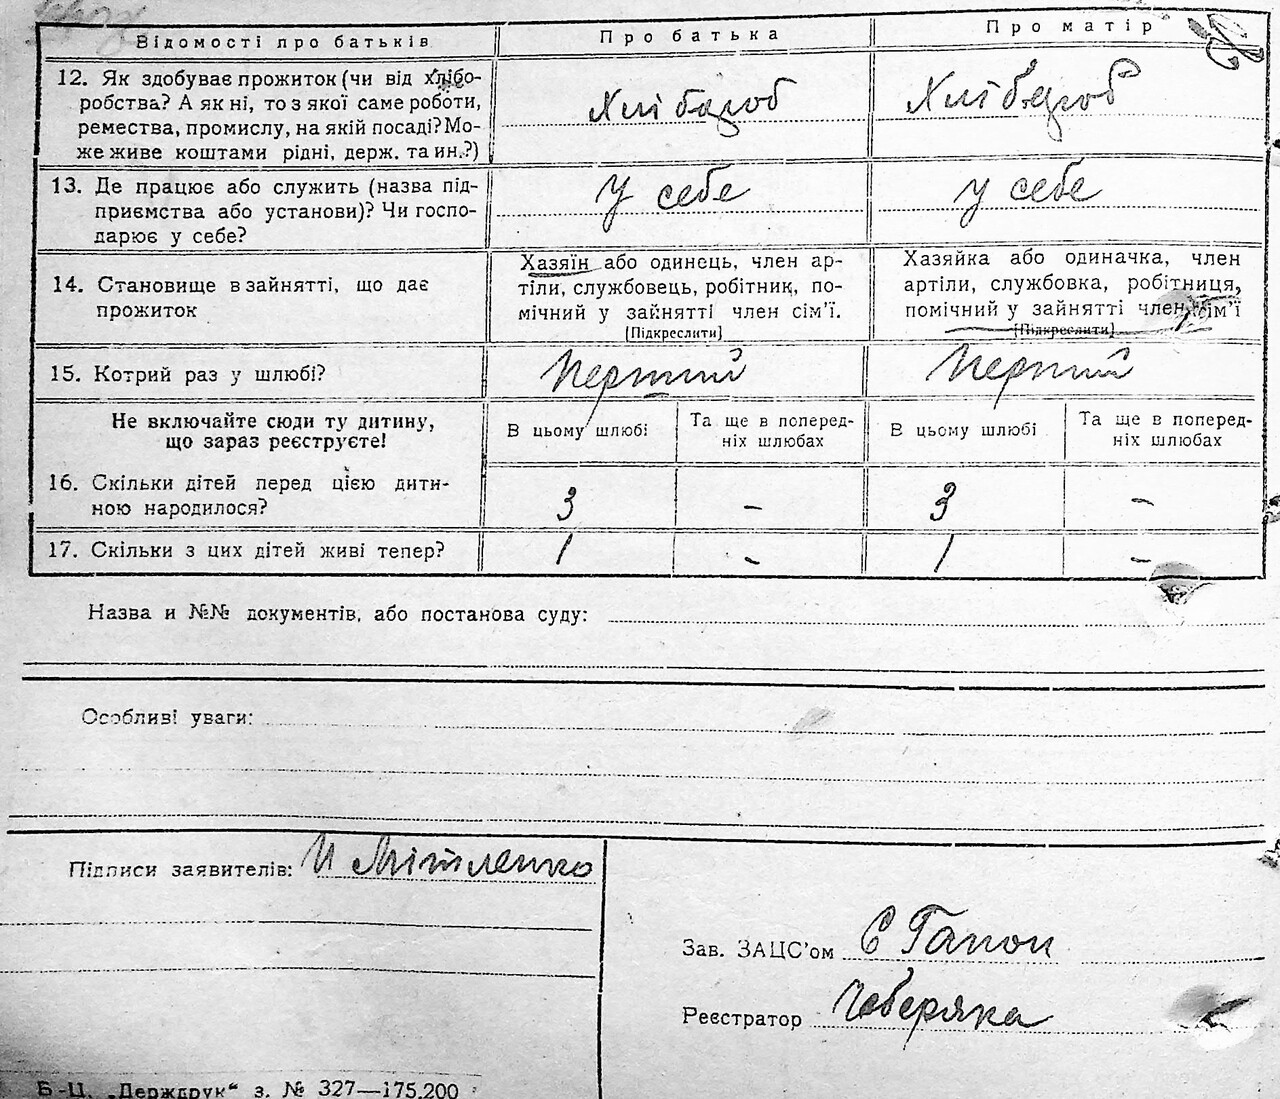 Відомості про батьків
Про батька
Про матір
12. Як здобуває прожиток (чи від хлібо-
робства? А як ні, то з якої саме роботи,
ремества, промислу, на якій посаді? Мо-
же живе коштами рідні, держ. та ин.?)
Хлібороб
Хлібороб
13. Де працює або служить (назва під-
приємства або установи)? Чи госпо-
дарює у себе?
У себе
У себе
14. Становище в зайнятті, що дає
прожиток
Хазяїн або одинець, член ар-
тіли, службовець, робітник, по-
мічний у зайнятті член сім'ї.
[Підкреслити]
Хазяйка або одиначка, член
артіли, службовка, робітниця,
помічний у зайнятті член сім'ї
[Підкреслити]
15. Котрий раз у шлюбі?
Перший
Перший
Не включайте сюди ту дитину,
що зараз реєструєте!
В цьому шлюбі
Та ще в поперед-
ніх шлюбах
В цьому шлюбі
Та ще в поперед-
ніх шлюбах
16. Скільки дітей перед цією дити-
ною народилося?
3
-
3
-
17. Скільки з цих дітей живі тепер?
1
-
1
-
Назва и №№ документів, або постанова суду:
Особливі уваги:
Підписи заявителів: И Мітленко
Зав. ЗАЦС'ом Є Гапон
Реєстратор Чеберяка
Б-Ц. „Держдрук“ з. № 327—175.200